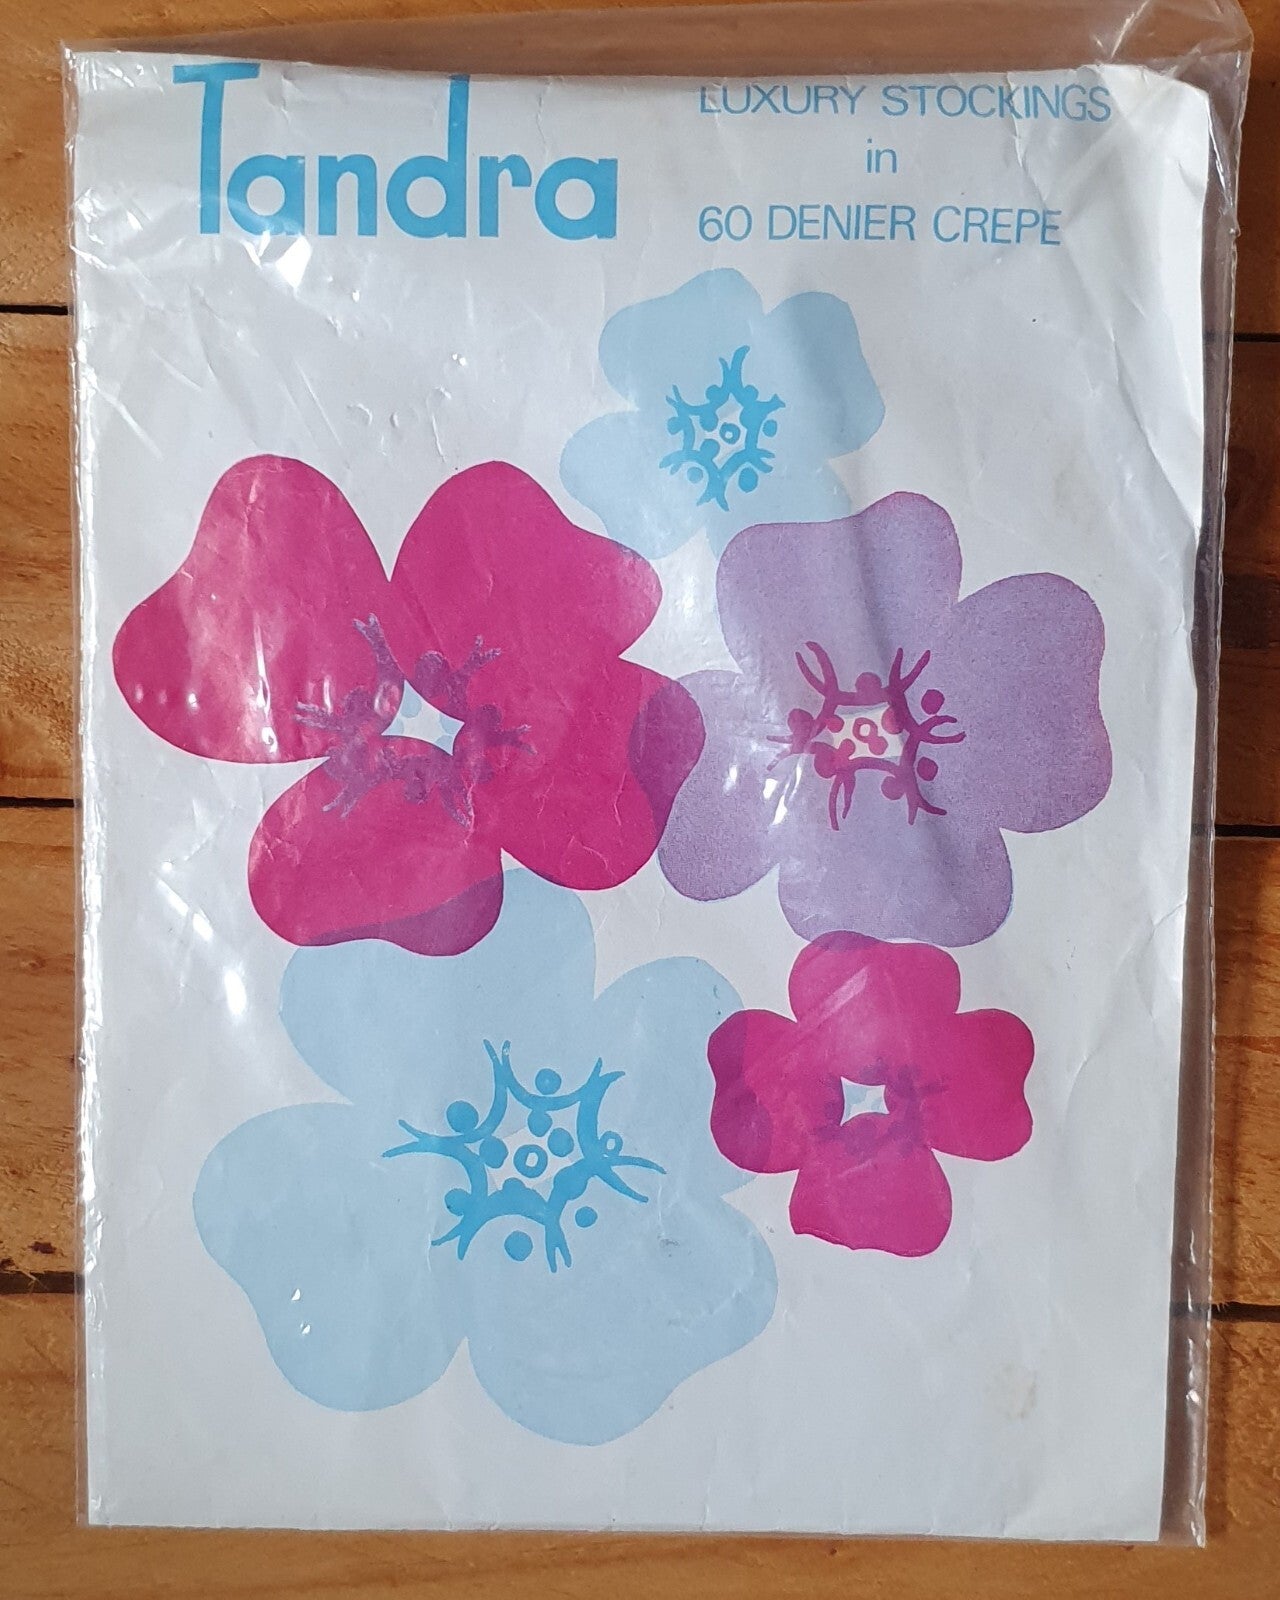 Tandra
LUXURY STOCKINGS
in
60 DENIER CREPE